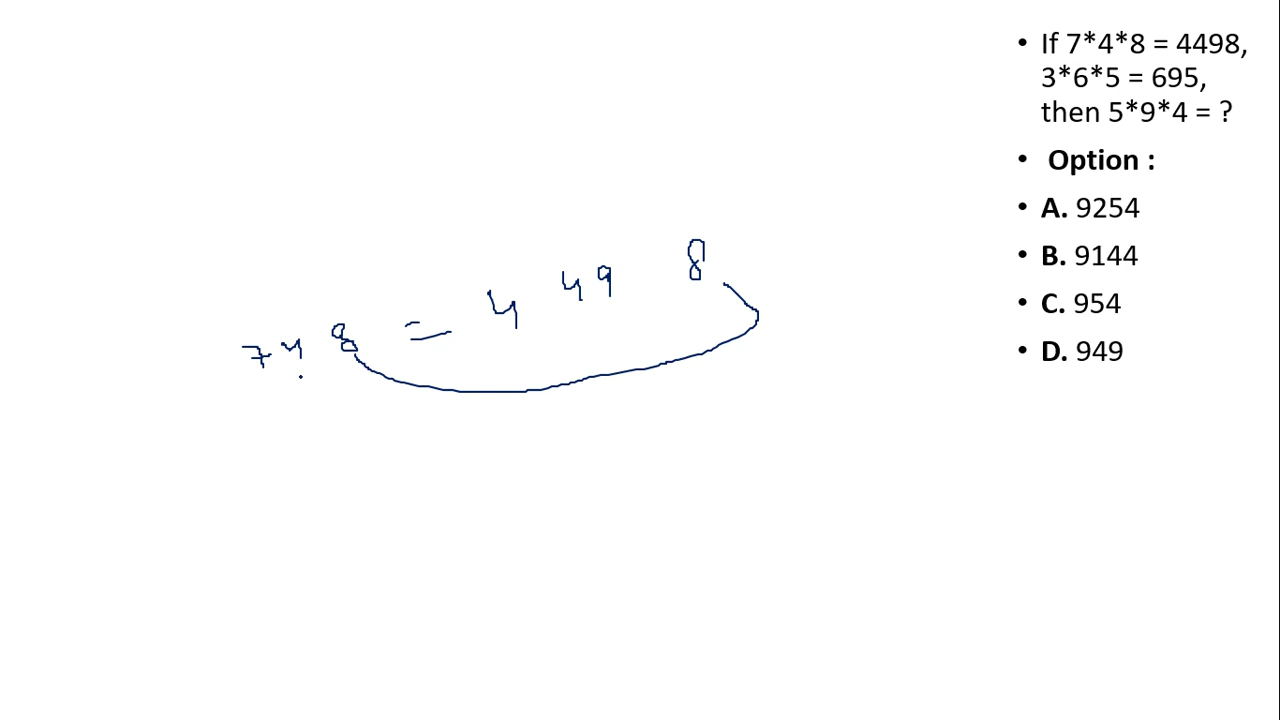 • If 7*4*8 = 4498,
3*6*5 = 695,
then 5*9*4 = ?
• Option :
• A. 9254
• B. 9144
• C. 954
• D. 949
7 4 8 = 4 49 8